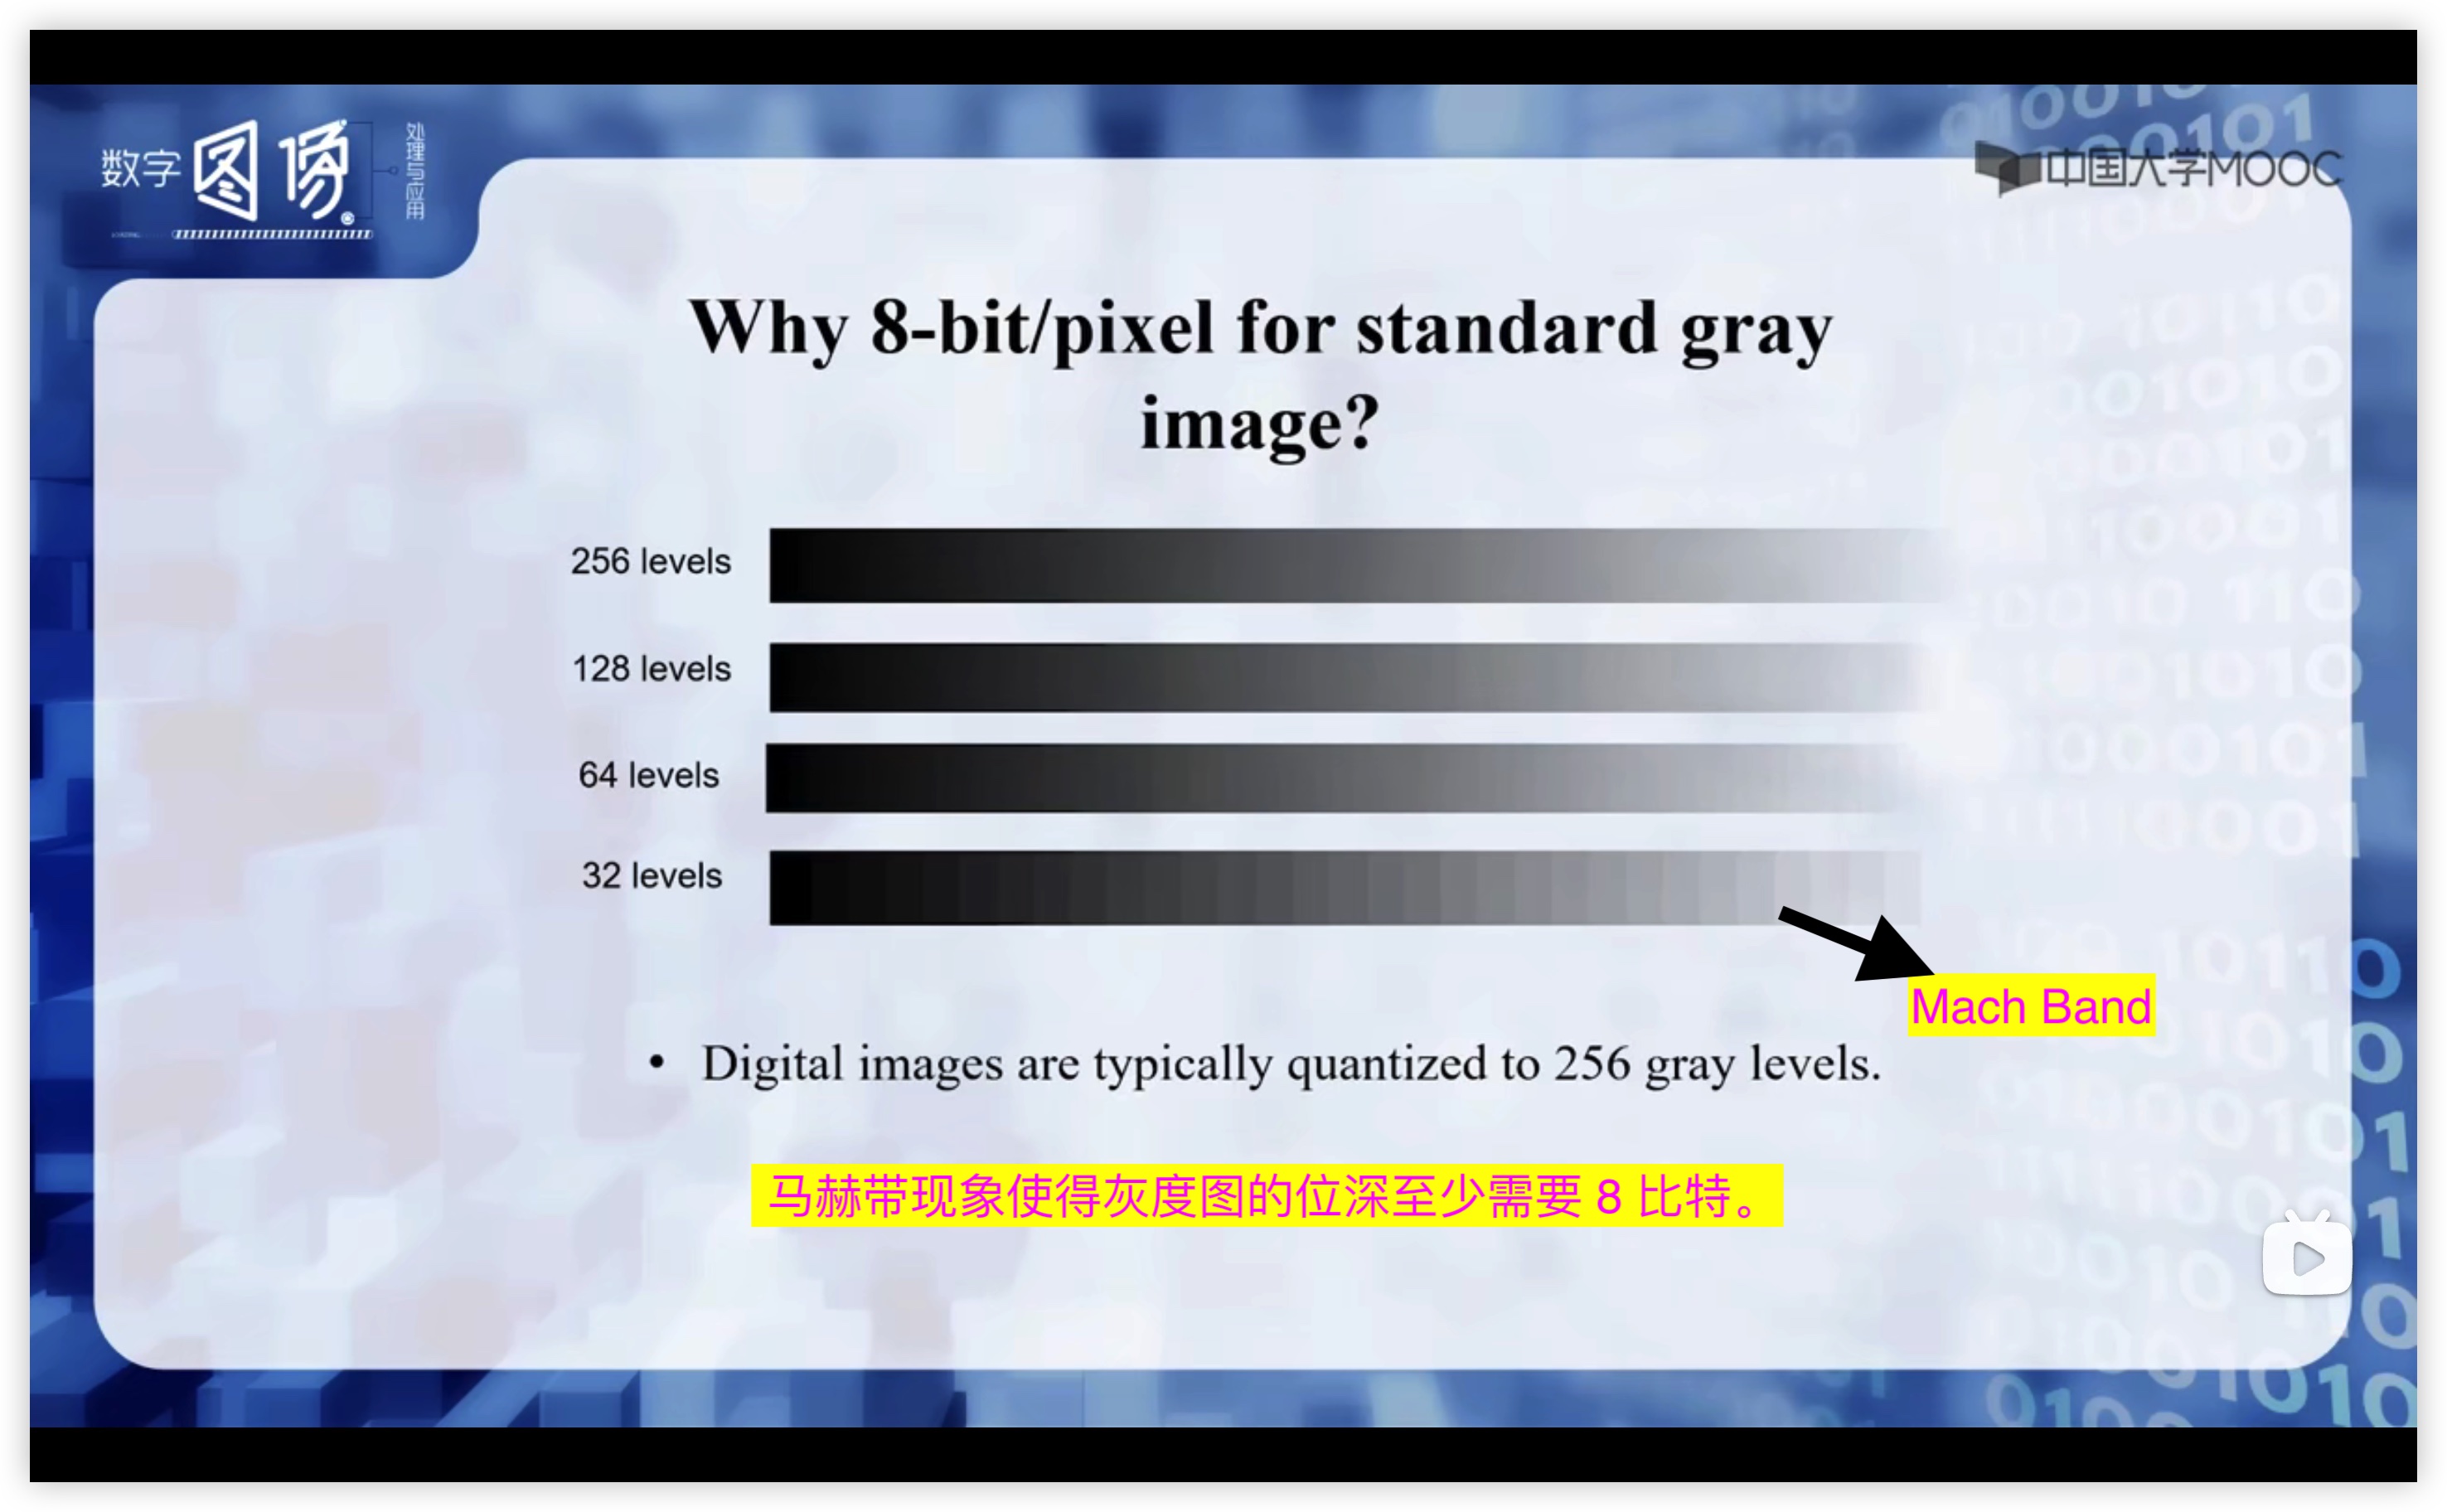 数字图像
处理与应用
中国大学MOOC
Why 8-bit/pixel for standard gray
image?
256 levels
128 levels
64 levels
32 levels
Mach Band
• Digital images are typically quantized to 256 gray levels.
马赫带现象使得灰度图的位深至少需要 8 比特。